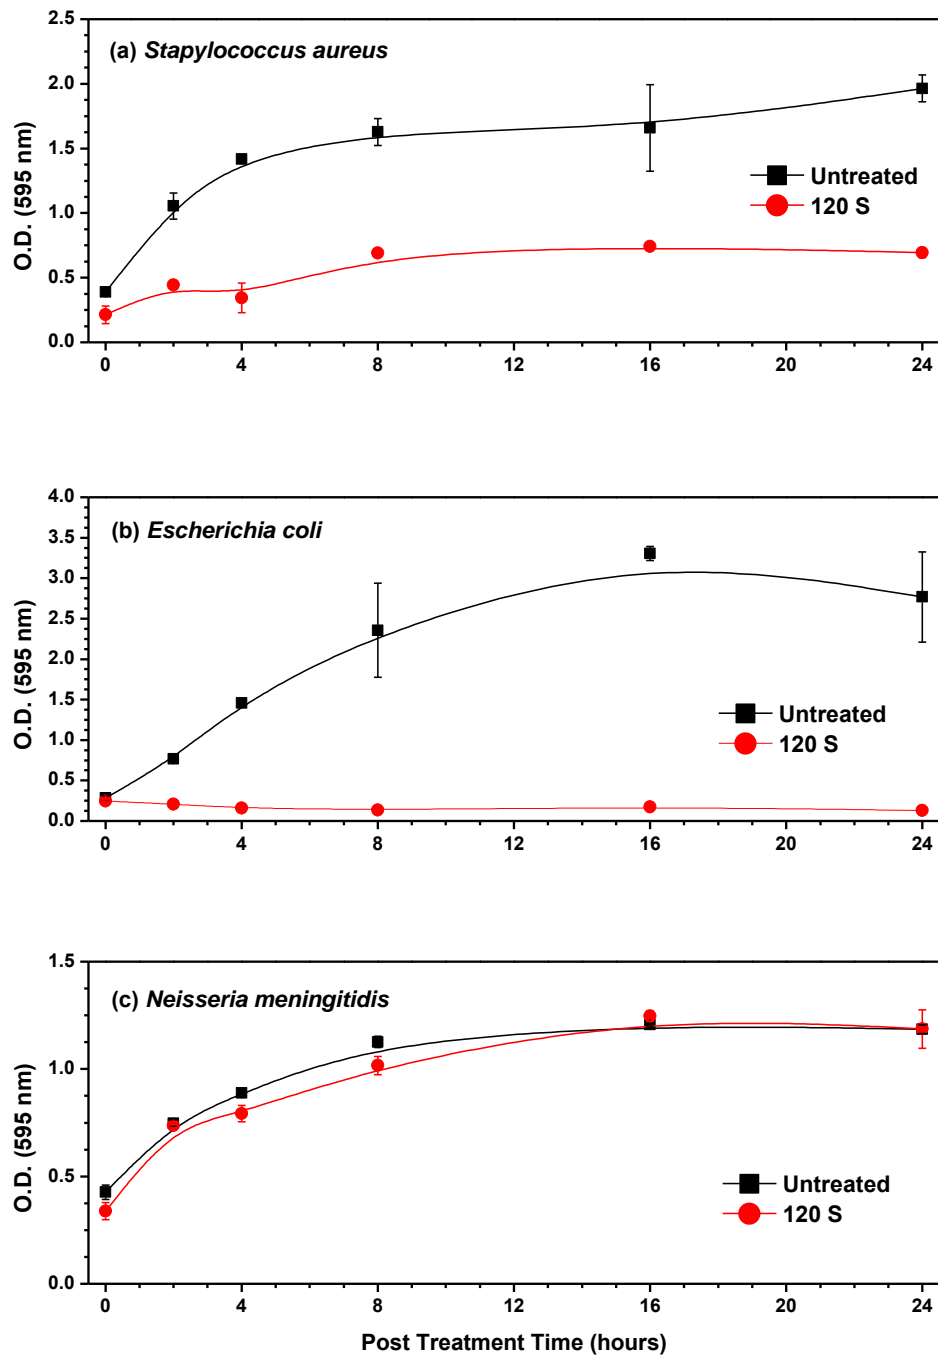 (a) Stapylococcus aureus
O.D. (595 nm)
2.5
2.0
1.5
1.0
0.5
0.0
Untreated
120 S
0 4 8 12 16 20 24
(b) Escherichia coli
O.D. (595 nm)
4.0
3.5
3.0
2.5
2.0
1.5
1.0
0.5
0.0
Untreated
120 S
0 4 8 12 16 20 24
(c) Neisseria meningitidis
O.D. (595 nm)
1.5
1.0
0.5
0.0
Untreated
120 S
0 4 8 12 16 20 24
Post Treatment Time (hours)